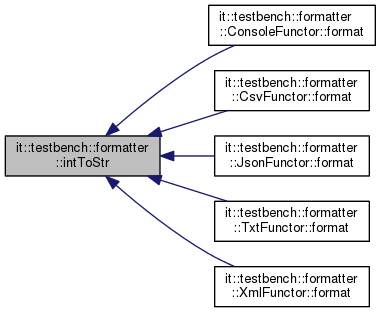 it::testbench::formatter
::ConsoleFunctor::format
it::testbench::formatter
::CsvFunctor::format
it::testbench::formatter
::intToStr
it::testbench::formatter
::JsonFunctor::format
it::testbench::formatter
::TxtFunctor::format
it::testbench::formatter
::XmlFunctor::format